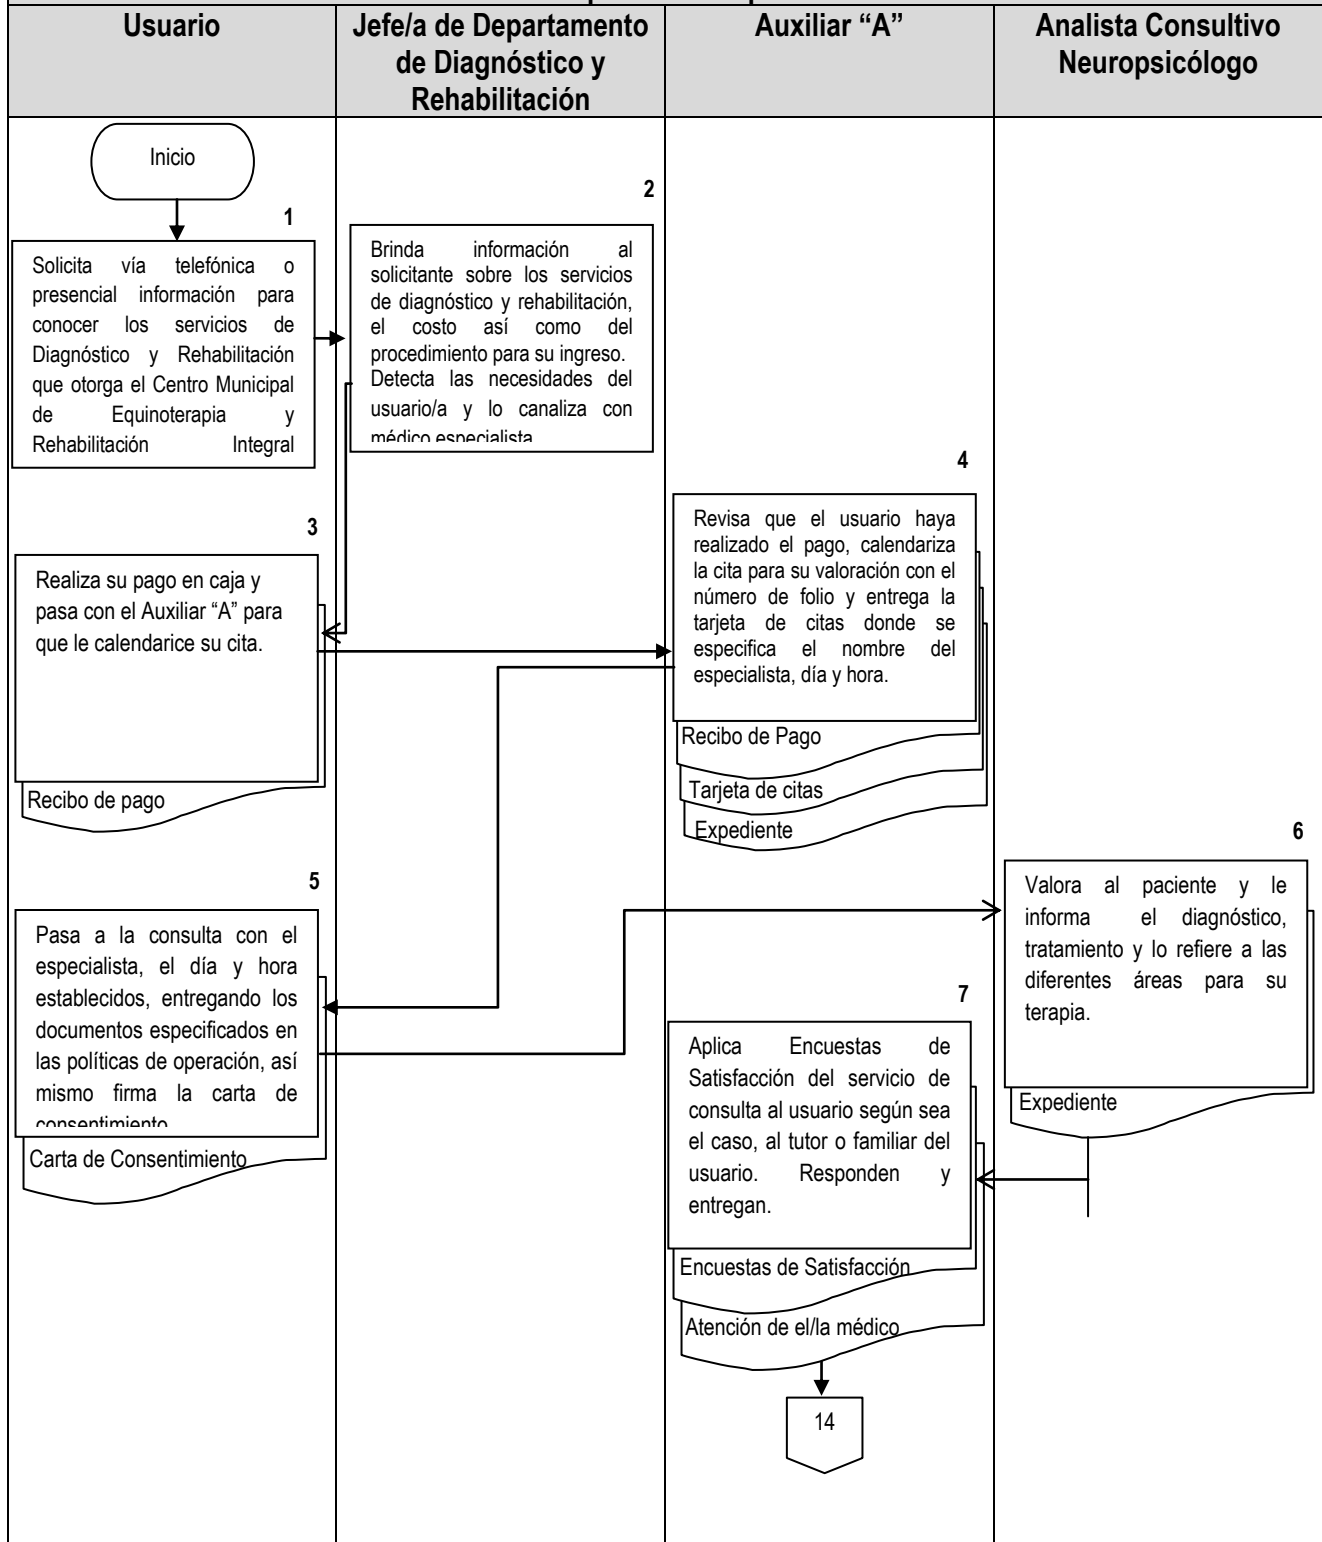 Usuario
Jefe/a de Departamento
de Diagnóstico y
Rehabilitación
Auxiliar “A”
Analista Consultivo
Neuropsicólogo
Inicio
1
Solicita vía telefónica o
presencial información para
conocer los servicios de
Diagnóstico y Rehabilitación
que otorga el Centro Municipal
de Equinoterapia y
Rehabilitación Integral
2
Brinda información al
solicitante sobre los servicios
de diagnóstico y rehabilitación,
el costo así como del
procedimiento para su ingreso.
Detecta las necesidades del
usuario/a y lo canaliza con
médico especialista
3
Realiza su pago en caja y
pasa con el Auxiliar “A” para
que le calendarice su cita.
Recibo de pago
4
Revisa que el usuario haya
realizado el pago, calendariza
la cita para su valoración con el
número de folio y entrega la
tarjeta de citas donde se
especifica el nombre del
especialista, día y hora.
Recibo de Pago
Tarjeta de citas
Expediente
5
Pasa a la consulta con el
especialista, el día y hora
establecidos, entregando los
documentos especificados en
las políticas de operación, así
mismo firma la carta de
consentimiento
Carta de Consentimiento
6
Valora al paciente y le
informa el diagnóstico,
tratamiento y lo refiere a las
diferentes áreas para su
terapia.
Expediente
7
Aplica Encuestas de
Satisfacción del servicio de
consulta al usuario según sea
el caso, al tutor o familiar del
usuario. Responden y
entregan.
Encuestas de Satisfacción
Atención de el/la médico
14